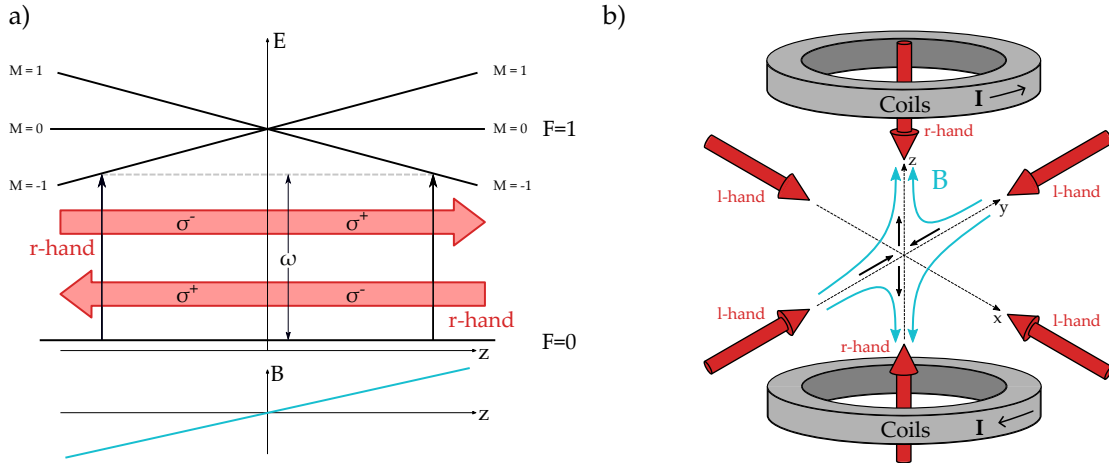 a)
E
M = 1
M = 1
M = 0
M = 0
F=1
M = -1
M = -1
σ⁻
σ⁺
r-hand
ω
σ⁺
σ⁻
r-hand
F=0
z
B
z
b)
Coils
I
r-hand
z
B
l-hand
l-hand
y
l-hand
x
l-hand
r-hand
Coils
I